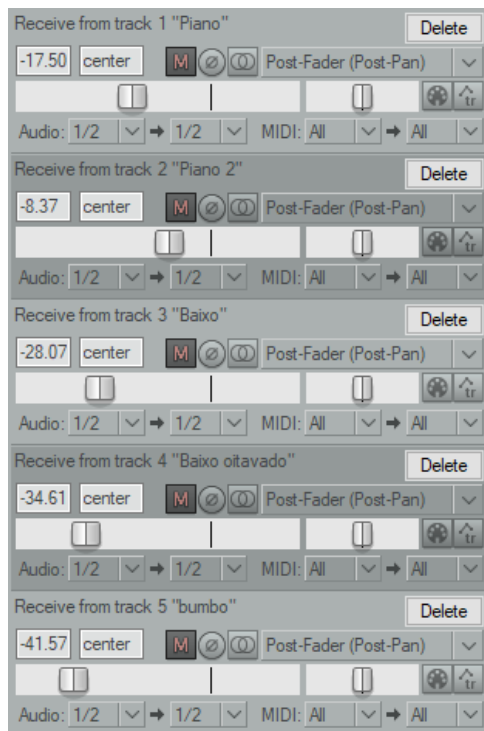 Receive from track 1 "Piano" Delete
-17.50 center M Post-Fader (Post-Pan)
tr
Audio: 1/2 1/2 MIDI: All All
Receive from track 2 "Piano 2" Delete
-8.37 center M Post-Fader (Post-Pan)
tr
Audio: 1/2 1/2 MIDI: All All
Receive from track 3 "Baixo" Delete
-28.07 center M Post-Fader (Post-Pan)
tr
Audio: 1/2 1/2 MIDI: All All
Receive from track 4 "Baixo oitavado" Delete
-34.61 center M Post-Fader (Post-Pan)
tr
Audio: 1/2 1/2 MIDI: All All
Receive from track 5 "bumbo" Delete
-41.57 center M Post-Fader (Post-Pan)
tr
Audio: 1/2 1/2 MIDI: All All